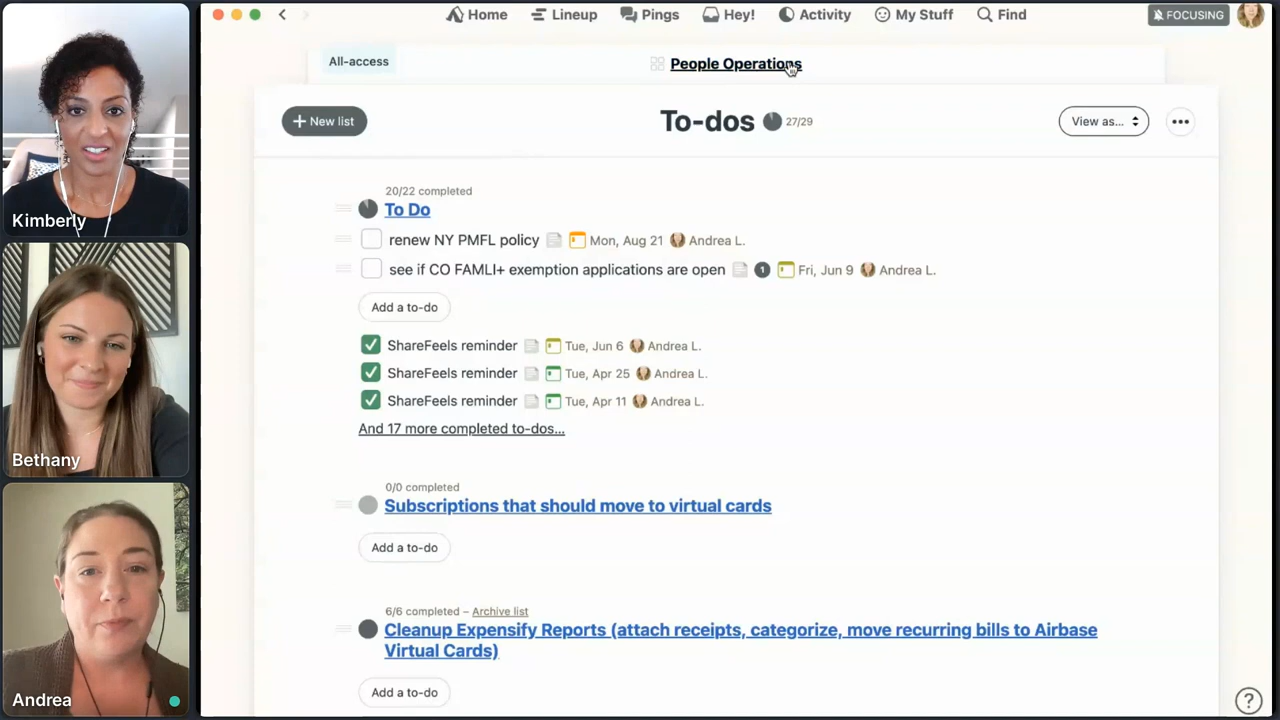 Home
Lineup
Pings
Hey!
Activity
My Stuff
Find
FOCUSING
All-access
People Operations
+ New list
To-dos
27/29
View as...
20/22 completed
To Do
renew NY PMFL policy Mon, Aug 21 Andrea L.
see if CO FAMLI+ exemption applications are open 1 Fri, Jun 9 Andrea L.
Add a to-do
ShareFeels reminder Tue, Jun 6 Andrea L.
ShareFeels reminder Tue, Apr 25 Andrea L.
ShareFeels reminder Tue, Apr 11 Andrea L.
And 17 more completed to-dos...
0/0 completed
Subscriptions that should move to virtual cards
Add a to-do
6/6 completed – Archive list
Cleanup Expensify Reports (attach receipts, categorize, move recurring bills to Airbase
Virtual Cards)
Add a to-do
?
Kimberly
Bethany
Andrea